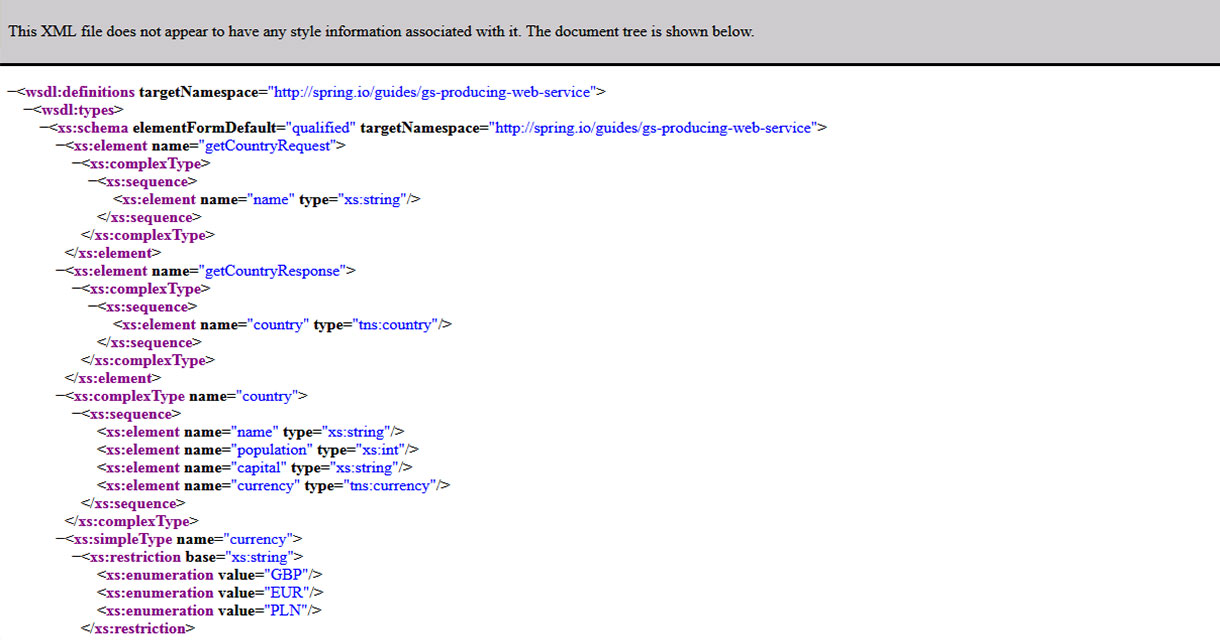 This XML file does not appear to have any style information associated with it. The document tree is shown below.
−<wsdl:definitions targetNamespace="http://spring.io/guides/gs-producing-web-service">
−<wsdl:types>
−<xs:schema elementFormDefault="qualified" targetNamespace="http://spring.io/guides/gs-producing-web-service">
−<xs:element name="getCountryRequest">
−<xs:complexType>
−<xs:sequence>
<xs:element name="name" type="xs:string"/>
</xs:sequence>
</xs:complexType>
</xs:element>
−<xs:element name="getCountryResponse">
−<xs:complexType>
−<xs:sequence>
<xs:element name="country" type="tns:country"/>
</xs:sequence>
</xs:complexType>
</xs:element>
−<xs:complexType name="country">
−<xs:sequence>
<xs:element name="name" type="xs:string"/>
<xs:element name="population" type="xs:int"/>
<xs:element name="capital" type="xs:string"/>
<xs:element name="currency" type="tns:currency"/>
</xs:sequence>
</xs:complexType>
−<xs:simpleType name="currency">
−<xs:restriction base="xs:string">
<xs:enumeration value="GBP"/>
<xs:enumeration value="EUR"/>
<xs:enumeration value="PLN"/>
</xs:restriction>